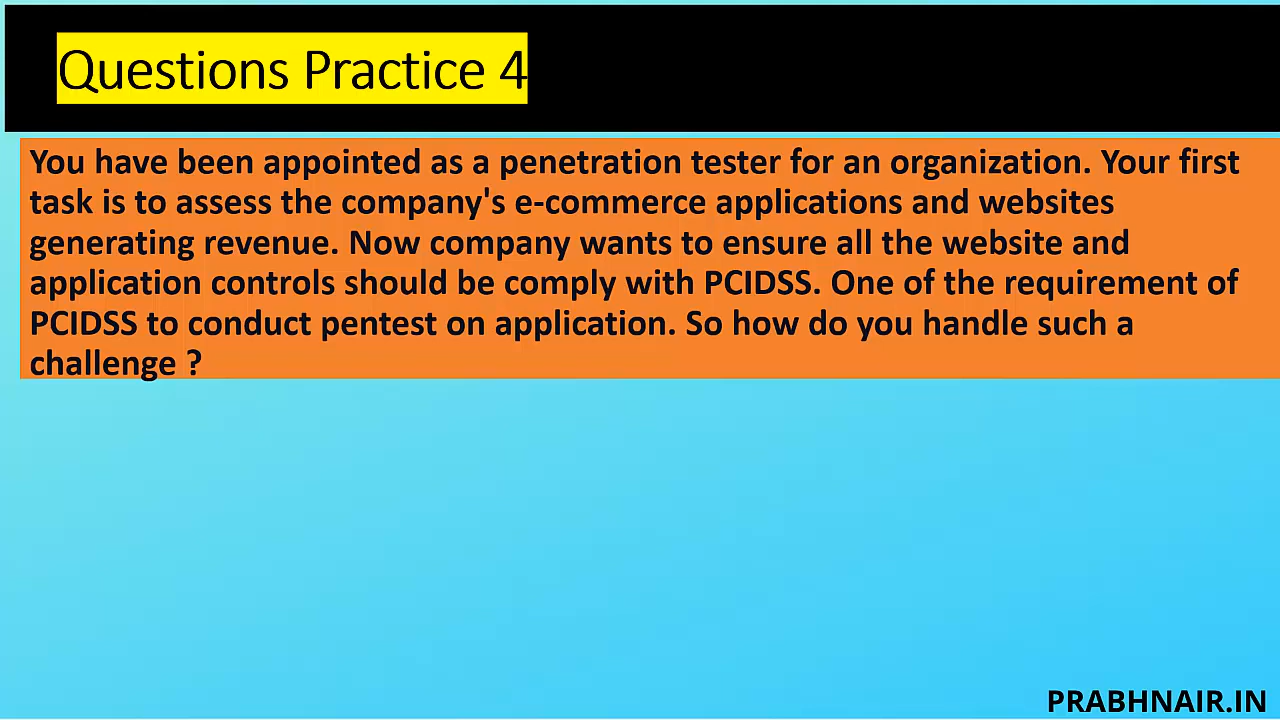 Questions Practice 4
You have been appointed as a penetration tester for an organization. Your first
task is to assess the company's e-commerce applications and websites
generating revenue. Now company wants to ensure all the website and
application controls should be comply with PCIDSS. One of the requirement of
PCIDSS to conduct pentest on application. So how do you handle such a
challenge ?
PRABHNAIR.IN